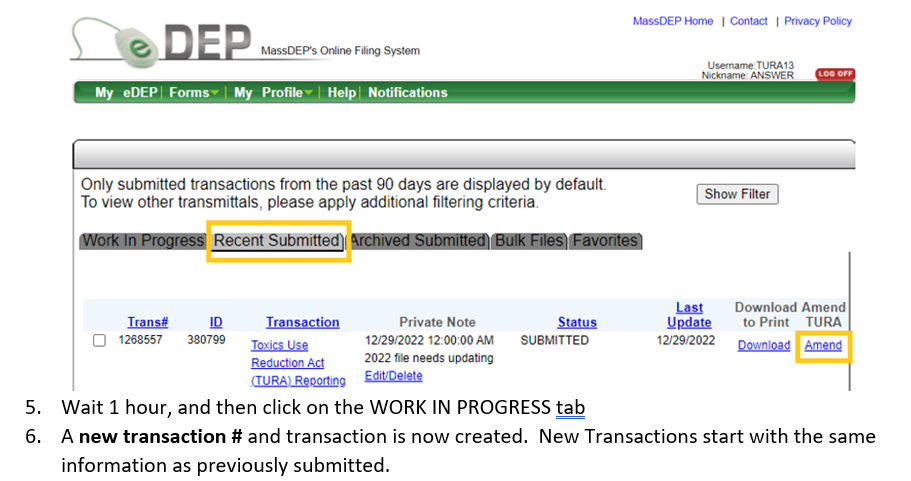 MassDEP Home | Contact | Privacy Policy
eDEP MassDEP's Online Filing System
Username:TURA13
Nickname: ANSWER
LOG OFF
My eDEP | Forms | My Profile | Help | Notifications
Only submitted transactions from the past 90 days are displayed by default.
To view other transmittals, please apply additional filtering criteria.
Show Filter
Work In Progress Recent Submitted Archived Submitted Bulk Files Favorites
Trans# ID Transaction Private Note Status Last Update Download to Print Amend TURA
1268557 380799 Toxics Use Reduction Act (TURA) Reporting 12/29/2022 12:00:00 AM SUBMITTED 12/29/2022 Download Amend
2022 file needs updating
Edit/Delete
5. Wait 1 hour, and then click on the WORK IN PROGRESS tab
6. A new transaction # and transaction is now created. New Transactions start with the same
information as previously submitted.